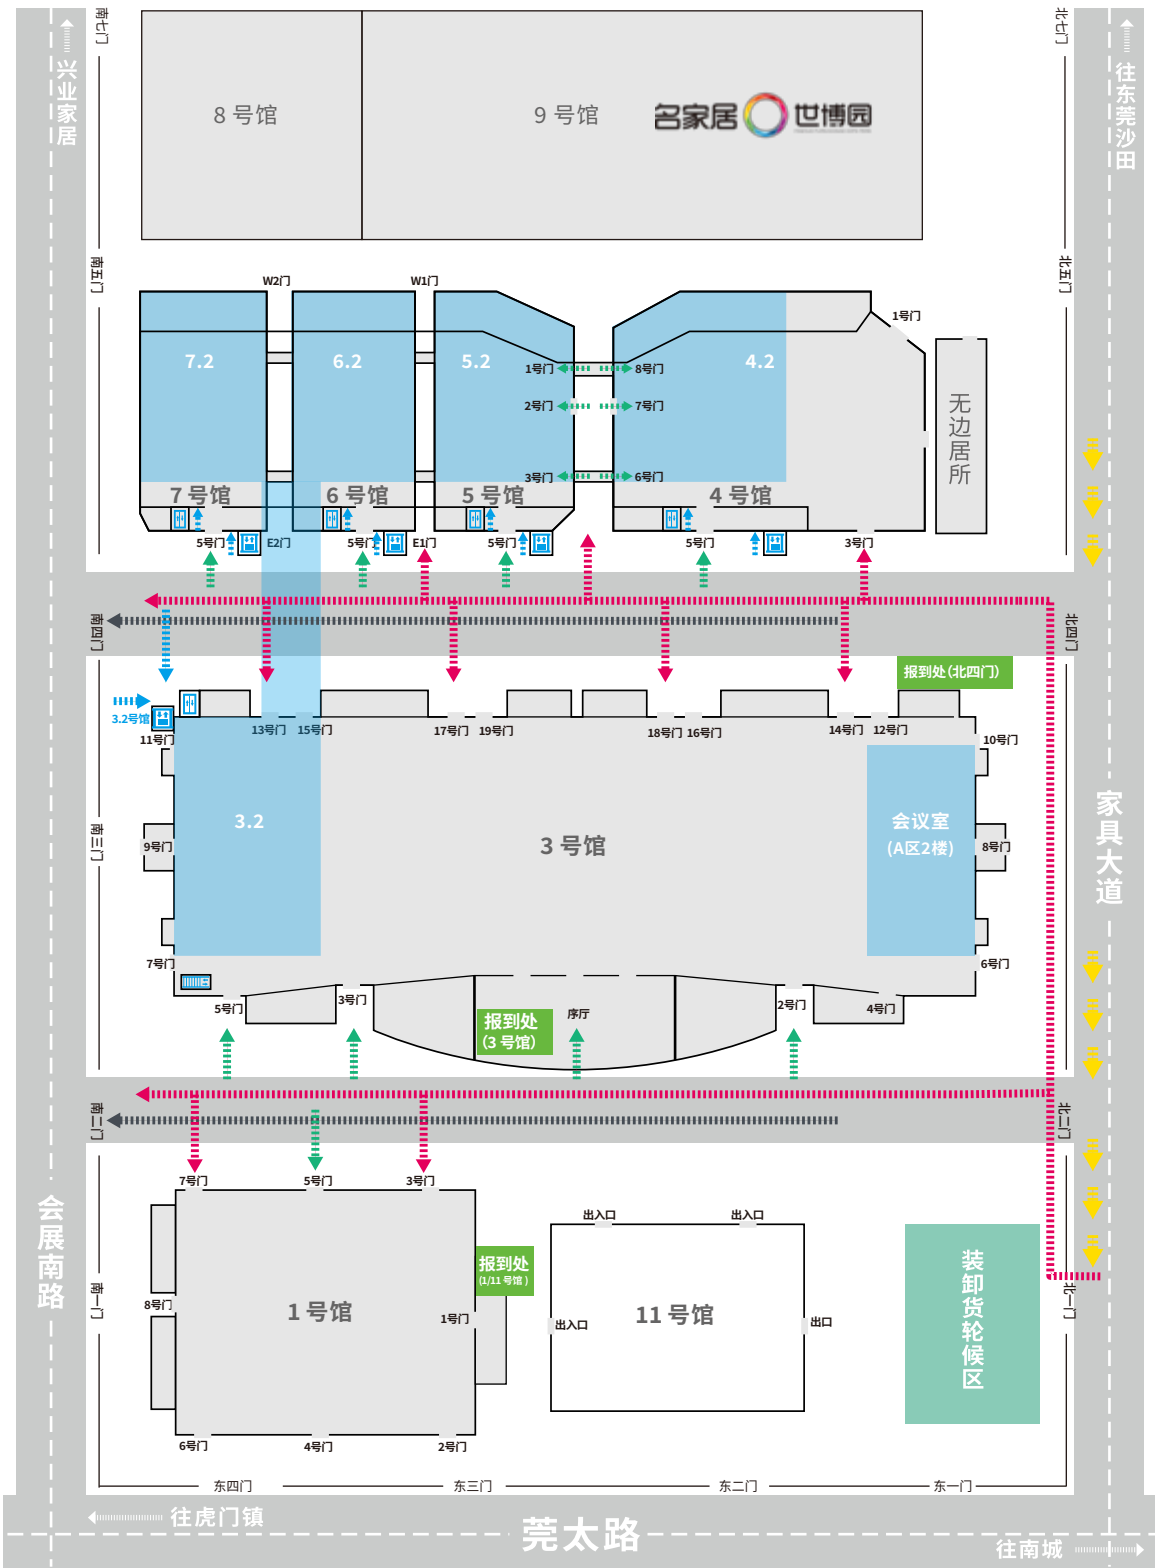 南七门
北七门
兴业家居
往东莞沙田
8 号馆
9 号馆
名家居
世博园
南五门
北五门
W2门
W1门
1号门
7.2
6.2
5.2
4.2
1号门
8号门
2号门
7号门
3号门
6号门
无边居所
7 号馆
6 号馆
5 号馆
4 号馆
5号门
E2门
5号门
E1门
5号门
5号门
3号门
南四门
北四门
报到处(北四门)
3.2号馆
11号门
13号门
15号门
17号门
19号门
18号门
16号门
14号门
12号门
10号门
家具大道
3.2
会议室
(A区2楼)
3 号馆
南三门
9号门
8号门
7号门
6号门
5号门
3号门
报到处
(3 号馆)
序厅
2号门
4号门
南二门
北二门
7号门
5号门
3号门
会展南路
出入口
出入口
报到处
(1/11 号馆 )
装卸货轮候区
南一门
北一门
8号门
1 号馆
1号门
11 号馆
出入口
出口
6号门
4号门
2号门
东四门
东三门
东二门
东一门
往虎门镇
莞太路
往南城